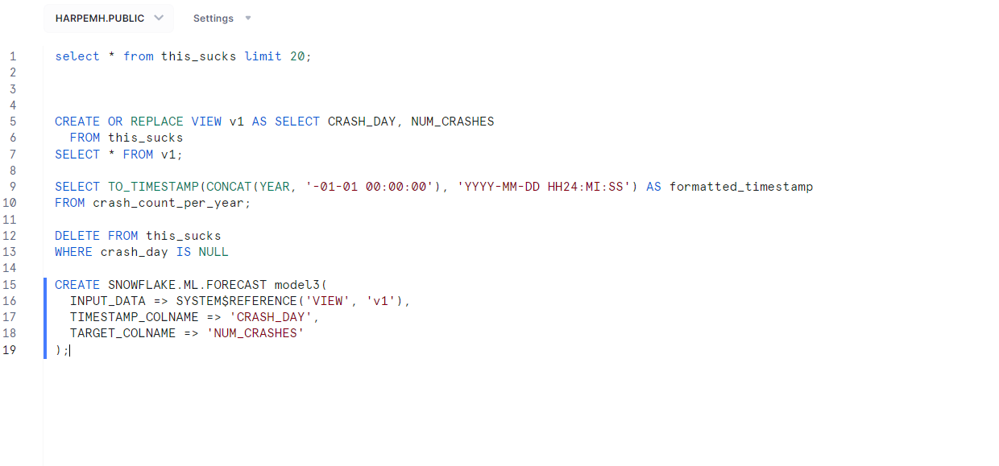 HARPEMH.PUBLIC Settings
1 select * from this_sucks limit 20;
2
3
4
5 CREATE OR REPLACE VIEW v1 AS SELECT CRASH_DAY, NUM_CRASHES
6 FROM this_sucks
7 SELECT * FROM v1;
8
9 SELECT TO_TIMESTAMP(CONCAT(YEAR, '-01-01 00:00:00'), 'YYYY-MM-DD HH24:MI:SS') AS formatted_timestamp
10 FROM crash_count_per_year;
11
12 DELETE FROM this_sucks
13 WHERE crash_day IS NULL
14
15 CREATE SNOWFLAKE.ML.FORECAST model3(
16 INPUT_DATA => SYSTEM$REFERENCE('VIEW', 'v1'),
17 TIMESTAMP_COLNAME => 'CRASH_DAY',
18 TARGET_COLNAME => 'NUM_CRASHES'
19 );